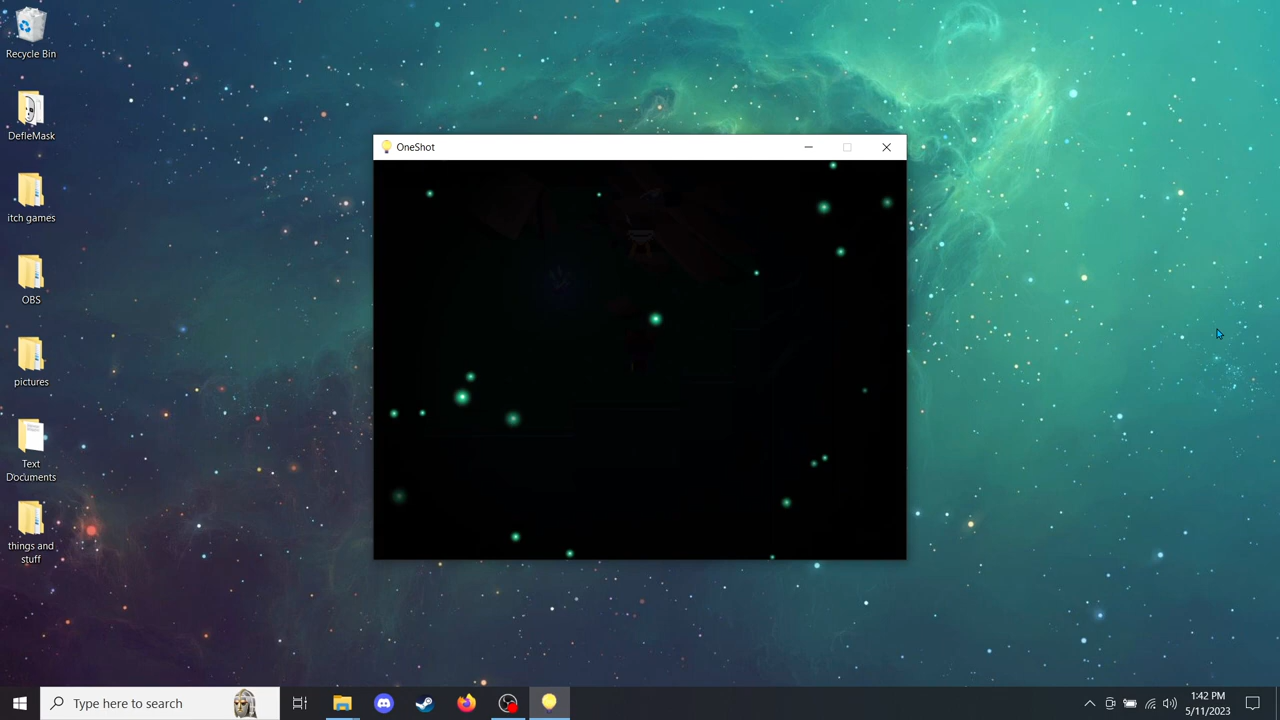 Recycle Bin
DefleMask
itch games
OBS
pictures
Text
Documents
things and
stuff
OneShot
Type here to search
1:42 PM
5/11/2023